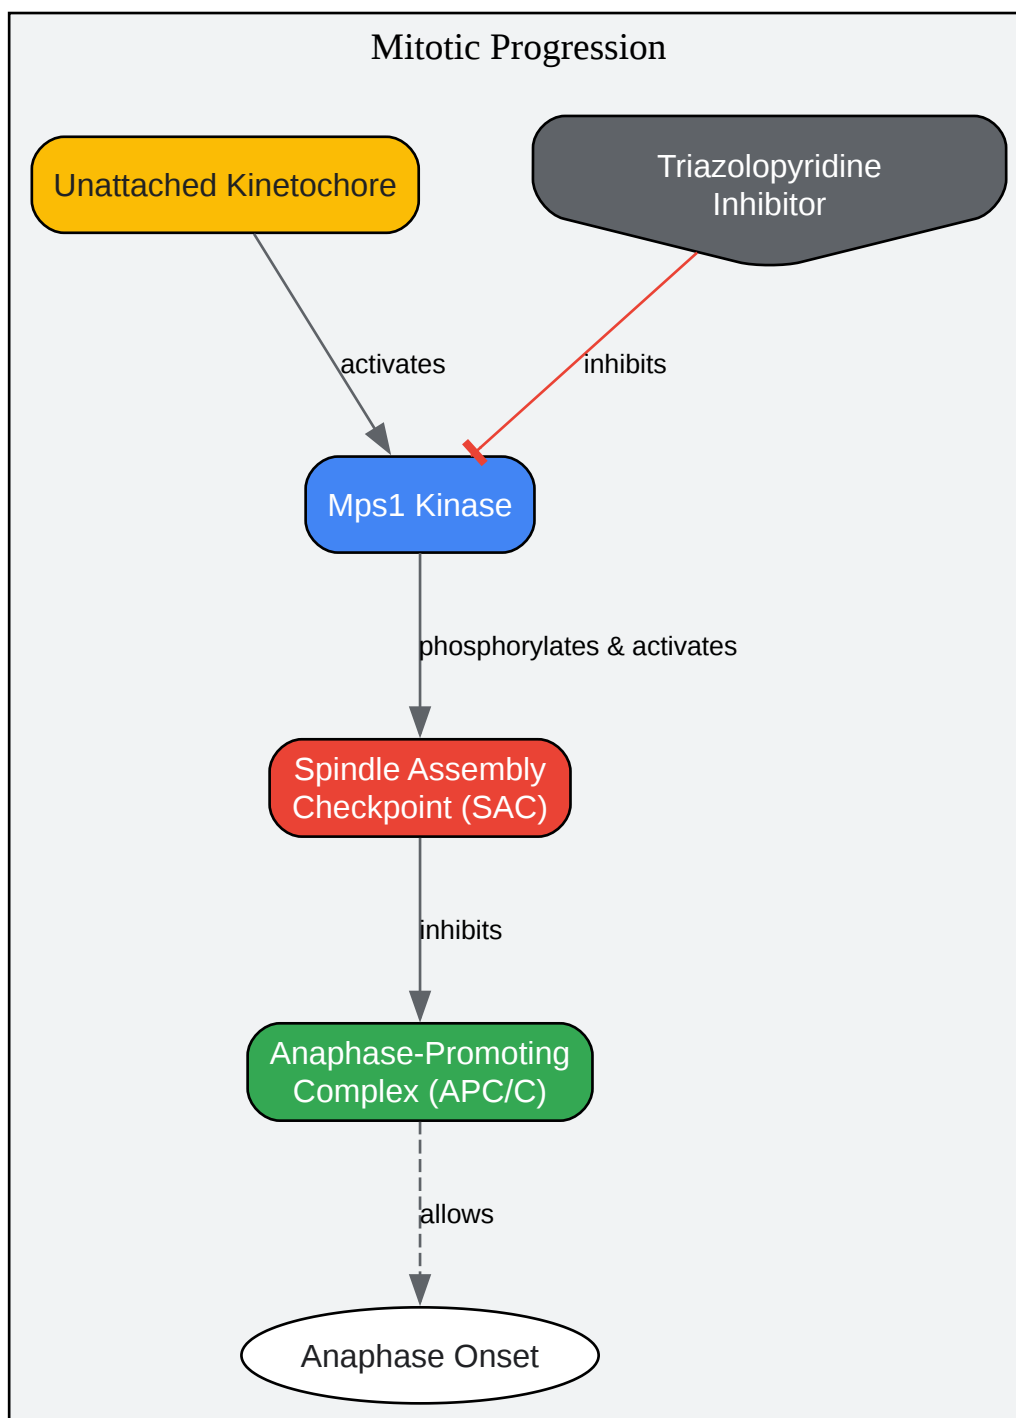 Mitotic Progression
Unattached Kinetochore
Triazolopyridine
Inhibitor
activates
inhibits
Mps1 Kinase
phosphorylates & activates
Spindle Assembly
Checkpoint (SAC)
inhibits
Anaphase-Promoting
Complex (APC/C)
allows
Anaphase Onset